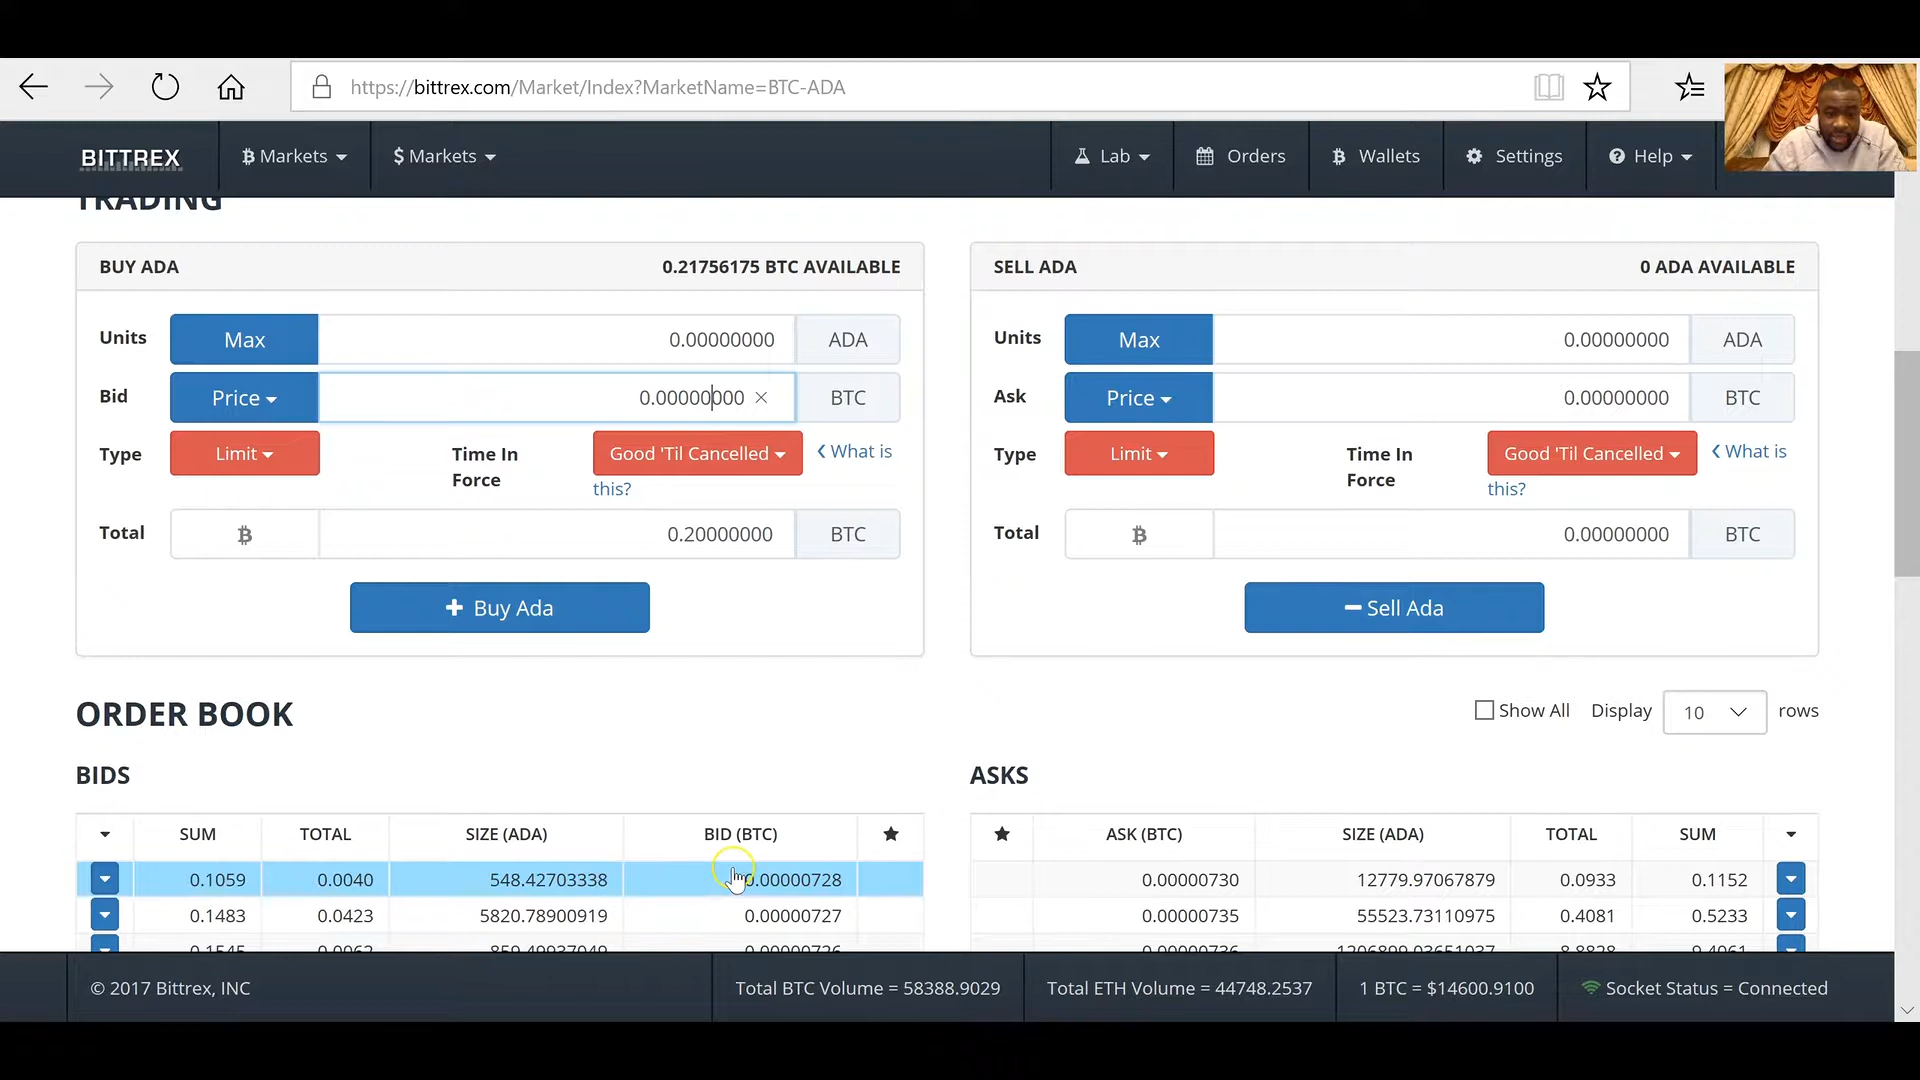 https://bittrex.com/Market/Index?MarketName=BTC-ADA
BITTREX
Markets
$ Markets
Lab
Orders
Wallets
Settings
Help
TRADING
BUY ADA
0.21756175 BTC AVAILABLE
Units
Max
0.00000000
ADA
Bid
Price
0.00000000
×
BTC
Type
Limit
Time In
Force
Good 'Til Cancelled
What is
this?
Total
0.20000000
BTC
+ Buy Ada
SELL ADA
0 ADA AVAILABLE
Units
Max
0.00000000
ADA
Ask
Price
0.00000000
BTC
Type
Limit
Time In
Force
Good 'Til Cancelled
What is
this?
Total
0.00000000
BTC
Sell Ada
ORDER BOOK
Show All Display 10 rows
BIDS
SUM TOTAL SIZE (ADA) BID (BTC)
0.1059 0.0040 548.42703338 0.00000728
0.1483 0.0423 5820.78900919 0.00000727
ASKS
ASK (BTC) SIZE (ADA) TOTAL SUM
0.00000730 12779.97067879 0.0933 0.1152
0.00000735 55523.73110975 0.4081 0.5233
© 2017 Bittrex, INC
Total BTC Volume = 58388.9029
Total ETH Volume = 44748.2537
1 BTC = $14600.9100
Socket Status = Connected